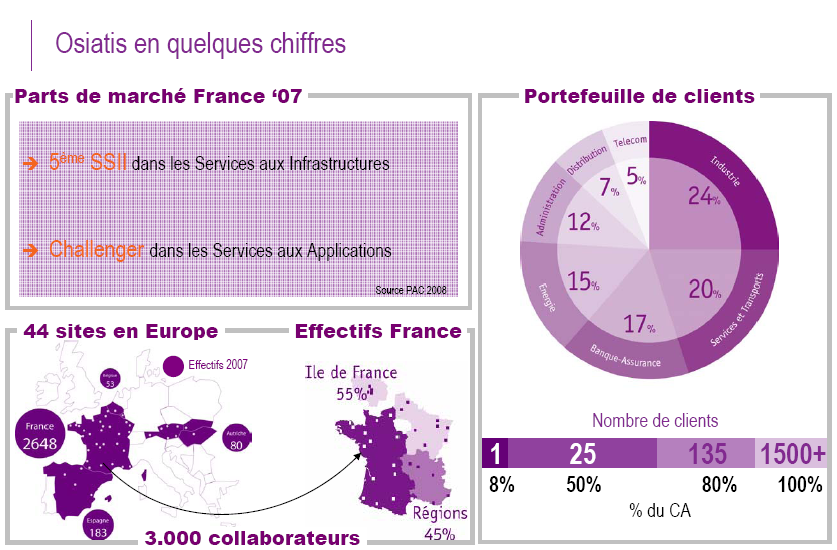 Osiatis en quelques chiffres
Parts de marché France ‘07
→ 5ème SSII dans les Services aux Infrastructures
→ Challenger dans les Services aux Applications
Source PAC 2008
44 sites en Europe
Effectifs 2007
Belgique
53
France
2648
Autriche
80
Espagne
183
3.000 collaborateurs
Effectifs France
Ile de France
55%
Régions
45%
Portefeuille de clients
Industrie
24%
Services et Transports
20%
Banque-Assurance
17%
Energie
15%
Administration
12%
Distribution
7%
Telecom
5%
Nombre de clients
1 25 135 1500+
8% 50% 80% 100%
% du CA